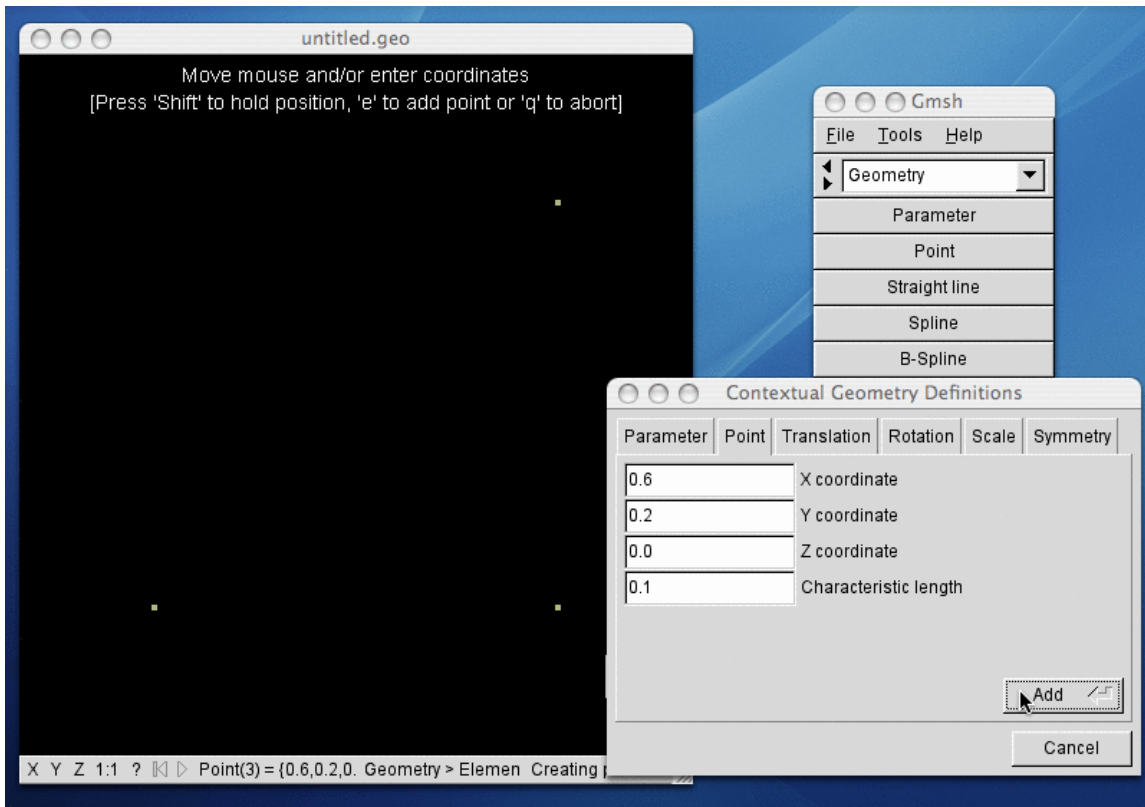 untitled.geo
Move mouse and/or enter coordinates
[Press 'Shift' to hold position, 'e' to add point or 'q' to abort]
X Y Z 1:1 ? Point(3) = {0.6,0.2,0. Geometry > Elemen Creating p
Gmsh
File Tools Help
Geometry
Parameter
Point
Straight line
Spline
B-Spline
Contextual Geometry Definitions
Parameter Point Translation Rotation Scale Symmetry
0.6 X coordinate
0.2 Y coordinate
0.0 Z coordinate
0.1 Characteristic length
Add
Cancel